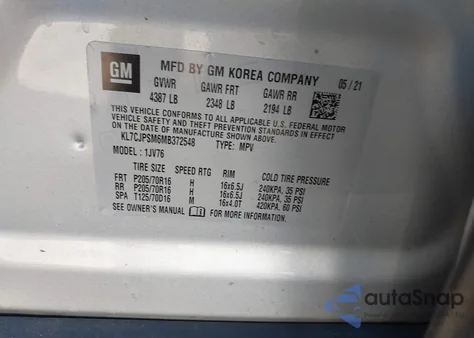 GM
MFD BY GM KOREA COMPANY 05/21
GVWR GAWR FRT GAWR RR
4387 LB 2348 LB 2194 LB
THIS VEHICLE CONFORMS TO ALL APPLICABLE U.S. FEDERAL MOTOR
VEHICLE SAFETY AND THEFT PREVENTION STANDARDS IN EFFECT ON THE
DATE OF MANUFACTURE SHOWN ABOVE.
KL7CJPSM6MB372548 TYPE: MPV
MODEL: 1JV76
TIRE SIZE SPEED RTG RIM COLD TIRE PRESSURE
FRT P205/70R16 H 16x6.5J 240KPA, 35 PSI
RR P205/70R16 H 16x6.5J 240KPA, 35 PSI
SPA T125/70D16 M 16x4.0T 420KPA, 60 PSI
SEE OWNER'S MANUAL FOR MORE INFORMATION
autoSnap